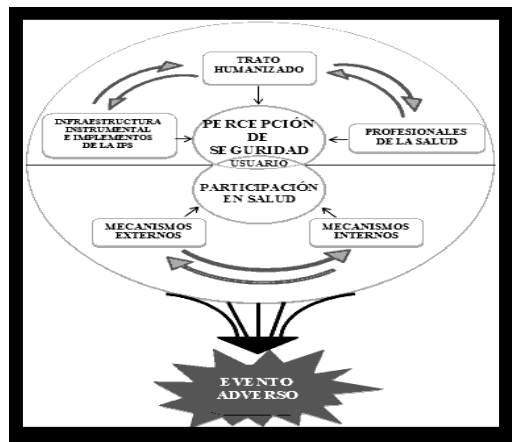 TRATO
HUMANIZADO
INFRAESTRUCTURA
INSTRUMENTAL
E IMPLEMENTOS
DE LA IPS
PERCEPCIÓN
DE
SEGURIDAD
PROFESIONALES
DE LA SALUD
USUARIO
PARTICIPACIÓN
EN SALUD
MECANISMOS
EXTERNOS
MECANISMOS
INTERNOS
EVENTO
ADVERSO